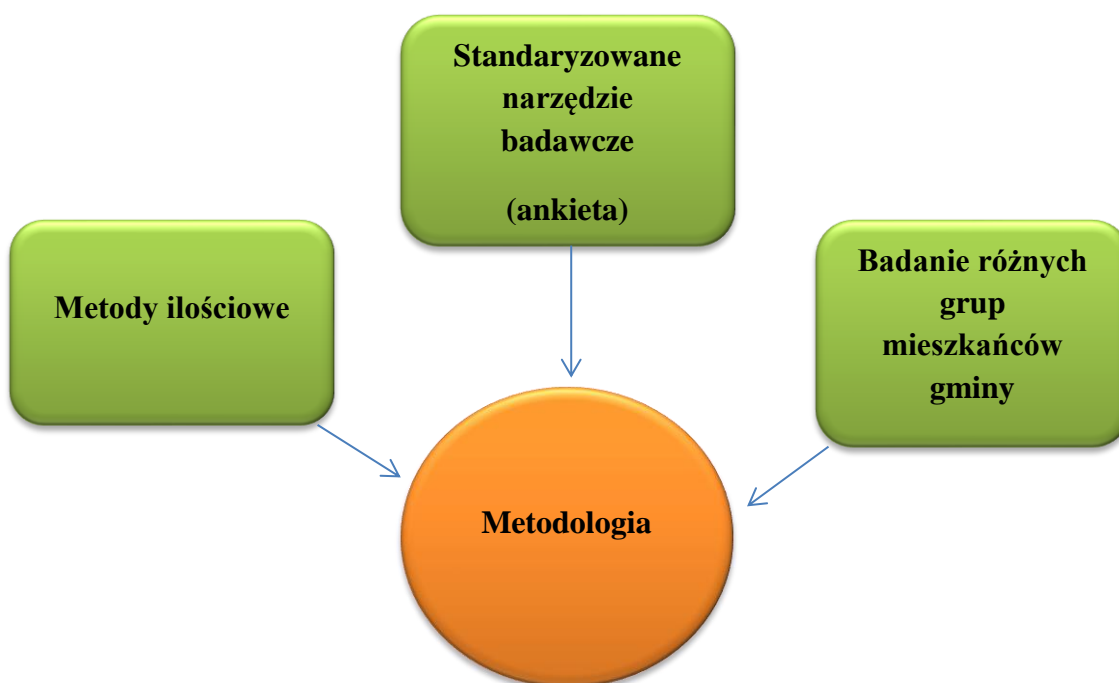 Standaryzowane
narzędzie
badawcze
(ankieta)
Metody ilościowe
Badanie różnych
grup
mieszkańców
gminy
Metodologia